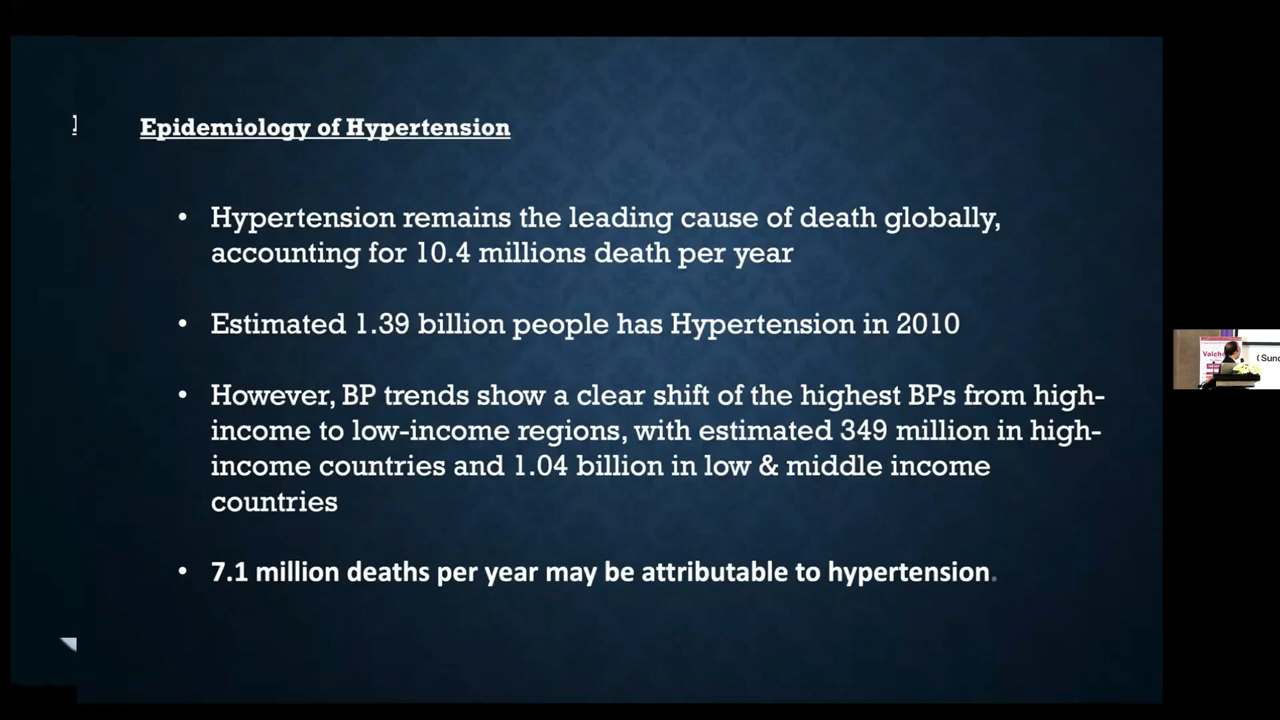 Epidemiology of Hypertension
• Hypertension remains the leading cause of death globally,
accounting for 10.4 millions death per year
• Estimated 1.39 billion people has Hypertension in 2010
• However, BP trends show a clear shift of the highest BPs from high-
income to low-income regions, with estimated 349 million in high-
income countries and 1.04 billion in low & middle income
countries
• 7.1 million deaths per year may be attributable to hypertension.
(Sund